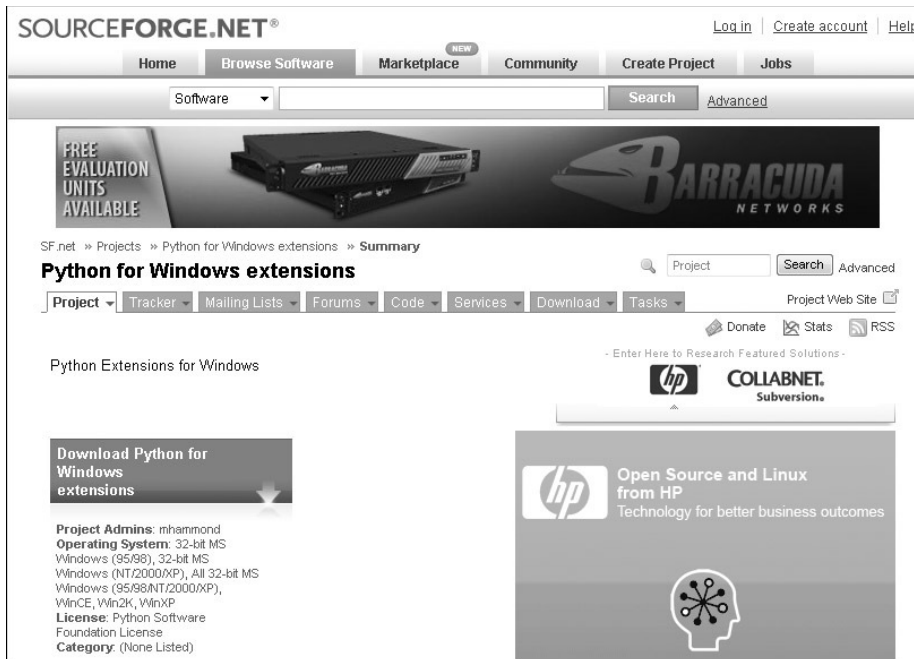 SOURCEFORGE.NET®
Log in | Create account | Help
NEW
Home Browse Software Marketplace Community Create Project Jobs
Software Search Advanced
FREE
EVALUATION
UNITS
AVAILABLE
BARRACUDA
NETWORKS
SF.net » Projects » Python for Windows extensions » Summary
Python for Windows extensions
Project Search Advanced
Project Tracker Mailing Lists Forums Code Services Download Tasks Project Web Site
Donate Stats RSS
- Enter Here to Research Featured Solutions -
Python Extensions for Windows
hp COLLABNET.
Subversion
Download Python for
Windows
extensions
Project Admins: mhammond
Operating System: 32-bit MS
Windows (95/98), 32-bit MS
Windows (NT/2000/XP), All 32-bit MS
Windows (95/98/NT/2000/XP),
WinCE, Win2K, WinXP
License: Python Software
Foundation License
Category: (None Listed)
hp
Open Source and Linux
from HP
Technology for better business outcomes